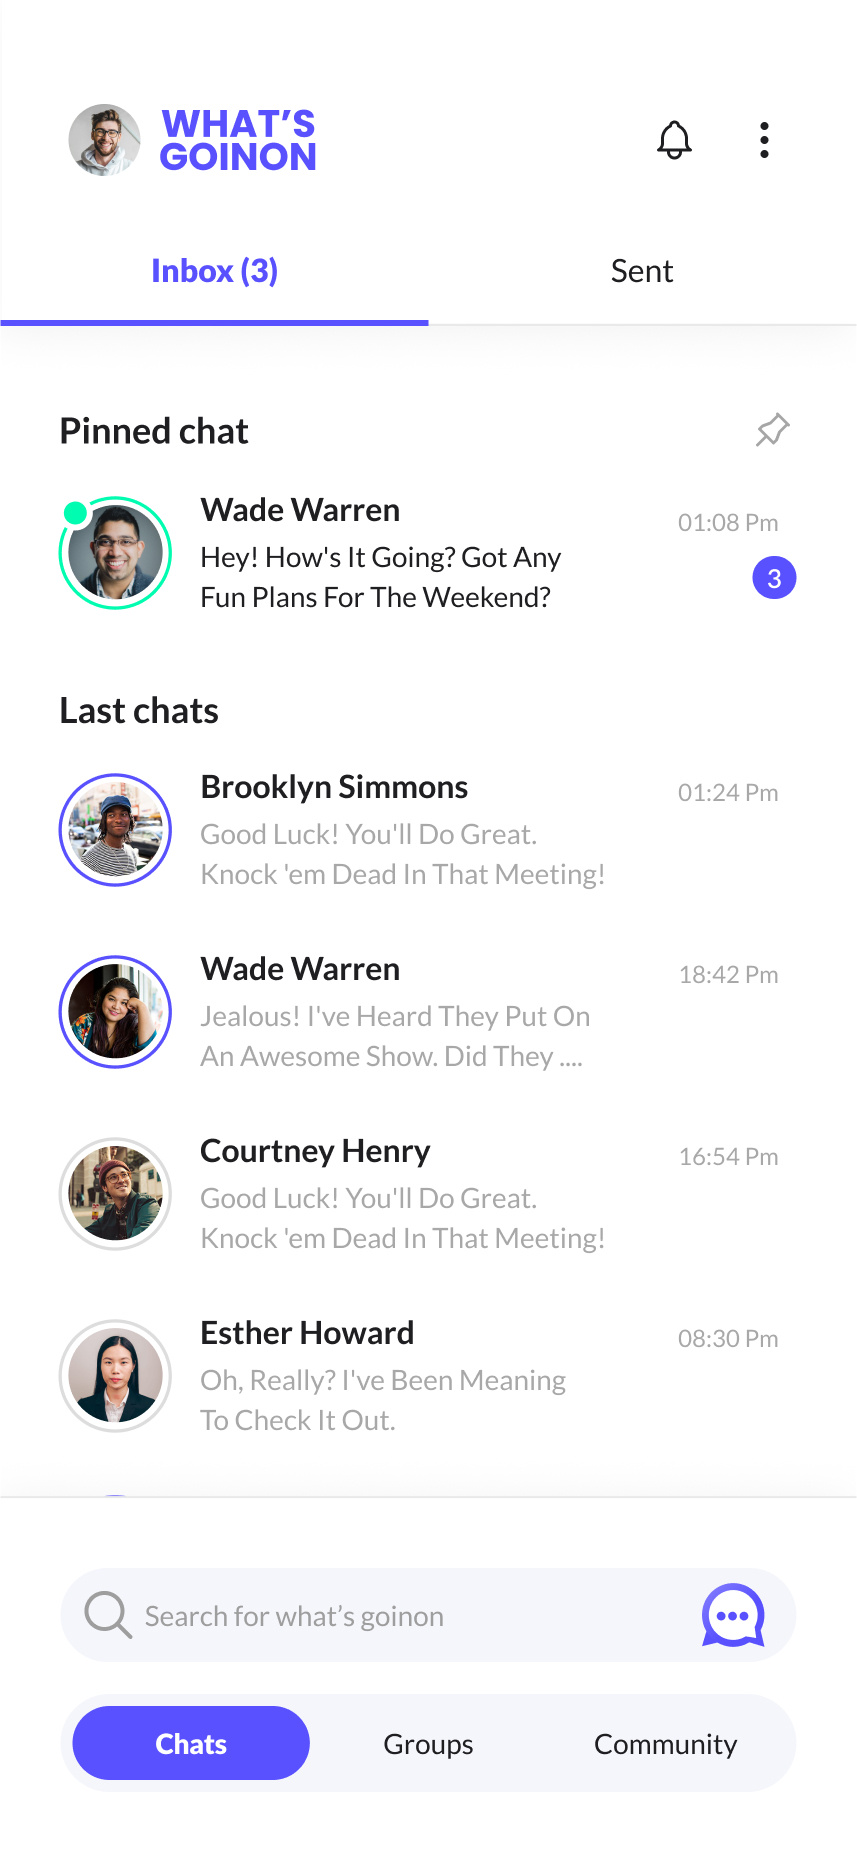 WHAT’S
GOINON
Inbox (3)
Sent
Pinned chat
Wade Warren
01:08 Pm
Hey! How's It Going? Got Any
Fun Plans For The Weekend?
3
Last chats
Brooklyn Simmons
01:24 Pm
Good Luck! You'll Do Great.
Knock 'em Dead In That Meeting!
Wade Warren
18:42 Pm
Jealous! I've Heard They Put On
An Awesome Show. Did They ....
Courtney Henry
16:54 Pm
Good Luck! You'll Do Great.
Knock 'em Dead In That Meeting!
Esther Howard
08:30 Pm
Oh, Really? I've Been Meaning
To Check It Out.
Search for what’s goinon
Chats
Groups
Community